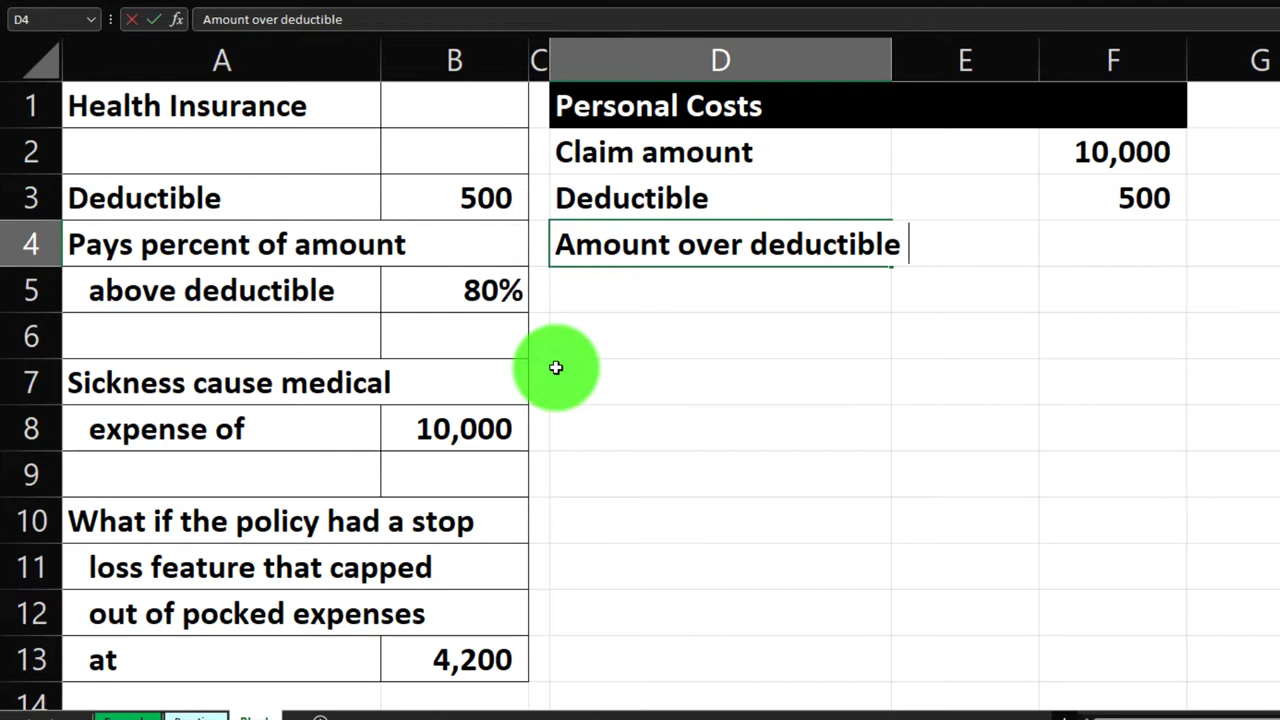 D4 fx Amount over deductible
A B C D E F G
1 Health Insurance Personal Costs
2 Claim amount 10,000
3 Deductible 500 Deductible 500
4 Pays percent of amount Amount over deductible
5 above deductible 80%
6
7 Sickness cause medical
8 expense of 10,000
9
10 What if the policy had a stop
11 loss feature that capped
12 out of pocked expenses
13 at 4,200
14